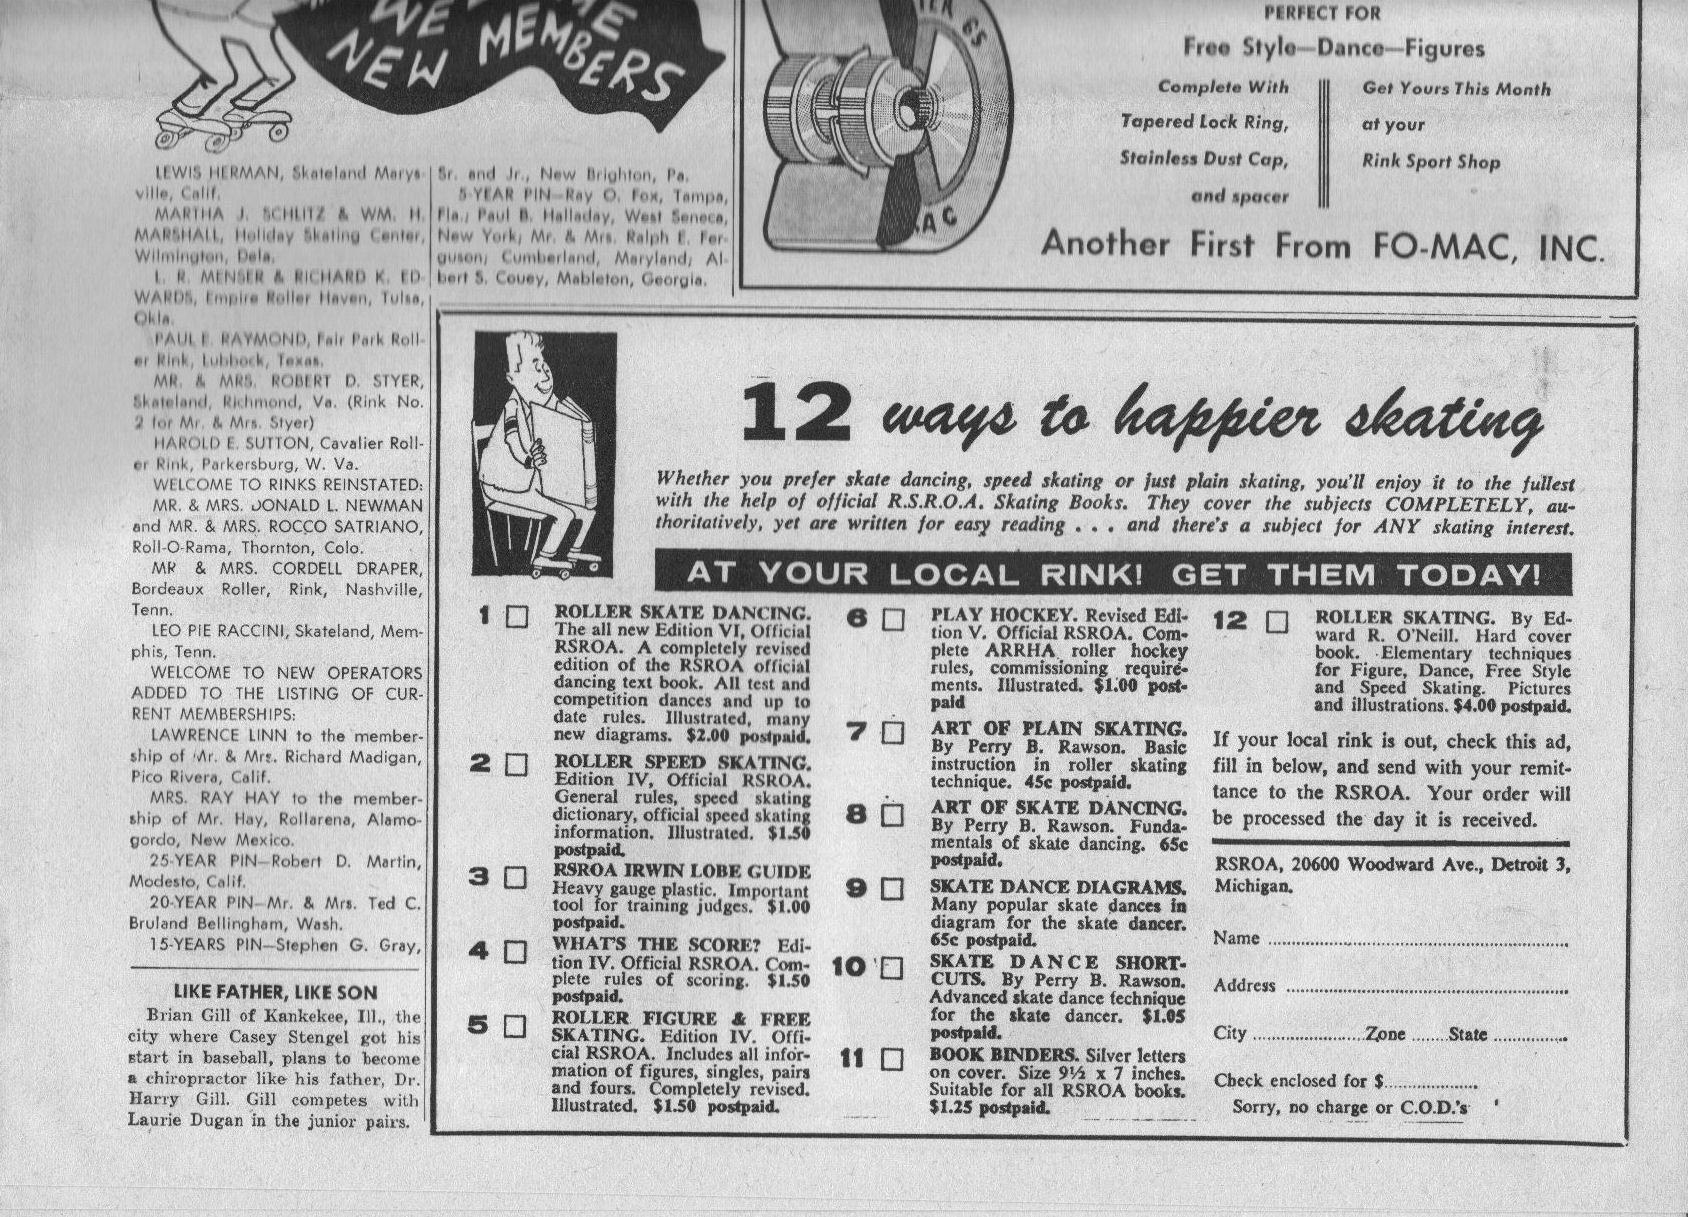 WE
NEW MEMBERS
LEWIS HERMAN, Skateland Marys-
ville, Calif.
MARTHA J. SCHLITZ & WM. H.
MARSHALL, Holiday Skating Center,
Wilmington, Dela.
L. R. MENSER & RICHARD K. ED-
WARDS, Empire Roller Haven, Tulsa,
Okla.
PAUL E. RAYMOND, Fair Park Roll-
er Rink, Lubbock, Texas.
MR. & MRS. ROBERT D. STYER,
Skateland, Richmond, Va. (Rink No.
2 for Mr. & Mrs. Styer)
HAROLD E. SUTTON, Cavalier Roll-
er Rink, Parkersburg, W. Va.
WELCOME TO RINKS REINSTATED:
MR. & MRS. DONALD L. NEWMAN
and MR. & MRS. ROCCO SATRIANO,
Roll-O-Rama, Thornton, Colo.
MR & MRS. CORDELL DRAPER,
Bordeaux Roller, Rink, Nashville,
Tenn.
LEO PIE RACCINI, Skateland, Mem-
phis, Tenn.
WELCOME TO NEW OPERATORS
ADDED TO THE LISTING OF CUR-
RENT MEMBERSHIPS:
LAWRENCE LINN to the member-
ship of Mr. & Mrs. Richard Madigan,
Pico Rivera, Calif.
MRS. RAY HAY to the member-
ship of Mr. Hay, Rollarena, Alamo-
gordo, New Mexico.
25-YEAR PIN—Robert D. Martin,
Modesto, Calif.
20-YEAR PIN—Mr. & Mrs. Ted C.
Bruland Bellingham, Wash.
15-YEARS PIN—Stephen G. Gray,
Sr. and Jr., New Brighton, Pa.
5-YEAR PIN—Ray O. Fox, Tampa,
Fla.; Paul B. Halladay, West Seneca,
New York; Mr. & Mrs. Ralph E. Fer-
guson; Cumberland, Maryland; Al-
bert S. Couey, Mableton, Georgia.
LIKE FATHER, LIKE SON
Brian Gill of Kankekee, Ill., the
city where Casey Stengel got his
start in baseball, plans to become
a chiropractor like his father, Dr.
Harry Gill. Gill competes with
Laurie Dugan in the junior pairs.
65
PERFECT FOR
Free Style—Dance—Figures
Complete With
Tapered Lock Ring,
Stainless Dust Cap,
and spacer
Get Yours This Month
at your
Rink Sport Shop
Another First From FO-MAC, INC.
12 ways to happier skating
Whether you prefer skate dancing, speed skating or just plain skating, you'll enjoy it to the fullest
with the help of official R.S.R.O.A. Skating Books. They cover the subjects COMPLETELY, au-
thoritatively, yet are written for easy reading . . . and there's a subject for ANY skating interest.
AT YOUR LOCAL RINK! GET THEM TODAY!
1 ROLLER SKATE DANCING.
The all new Edition VI, Official
RSROA. A completely revised
edition of the RSROA official
dancing text book. All test and
competition dances and up to
date rules. Illustrated, many
new diagrams. $2.00 postpaid.
2 ROLLER SPEED SKATING.
Edition IV, Official RSROA.
General rules, speed skating
dictionary, official speed skating
information. Illustrated. $1.50
postpaid.
3 RSROA IRWIN LOBE GUIDE
Heavy gauge plastic. Important
tool for training judges. $1.00
postpaid.
4 WHAT'S THE SCORE? Edi-
tion IV. Official RSROA. Com-
plete rules of scoring. $1.50
postpaid.
5 ROLLER FIGURE & FREE
SKATING. Edition IV. Offi-
cial RSROA. Includes all infor-
mation of figures, singles, pairs
and fours. Completely revised.
Illustrated. $1.50 postpaid.
6 PLAY HOCKEY. Revised Edi-
tion V. Official RSROA. Com-
plete ARRHA roller hockey
rules, commissioning require-
ments. Illustrated. $1.00 post-
paid
7 ART OF PLAIN SKATING.
By Perry B. Rawson. Basic
instruction in roller skating
technique. 45c postpaid.
8 ART OF SKATE DANCING.
By Perry B. Rawson. Funda-
mentals of skate dancing. 65c
postpaid.
9 SKATE DANCE DIAGRAMS.
Many popular skate dances in
diagram for the skate dancer.
65c postpaid.
10 SKATE DANCE SHORT-
CUTS. By Perry B. Rawson.
Advanced skate dance technique
for the skate dancer. $1.05
postpaid.
11 BOOK BINDERS. Silver letters
on cover. Size 9½ x 7 inches.
Suitable for all RSROA books.
$1.25 postpaid.
12 ROLLER SKATING. By Ed-
ward R. O'Neill. Hard cover
book. Elementary techniques
for Figure, Dance, Free Style
and Speed Skating. Pictures
and illustrations. $4.00 postpaid.
If your local rink is out, check this ad,
fill in below, and send with your remit-
tance to the RSROA. Your order will
be processed the day it is received.
RSROA, 20600 Woodward Ave., Detroit 3,
Michigan.
Name
Address
City Zone State
Check enclosed for $
Sorry, no charge or C.O.D.'s